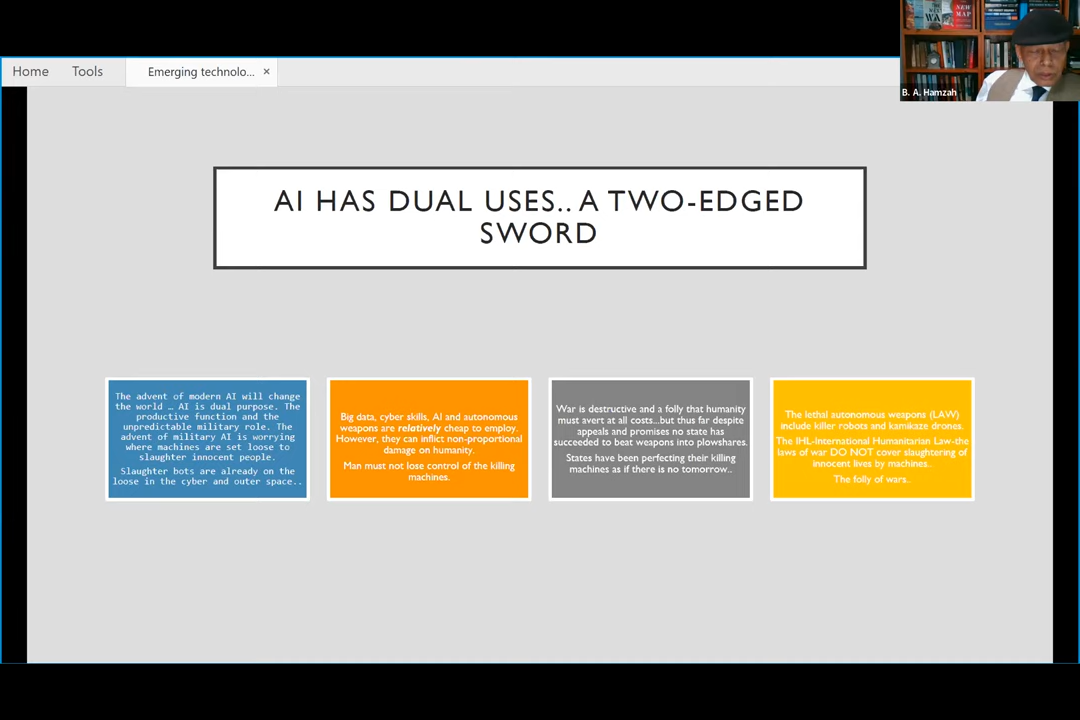 NEW
MAP
B. A. Hamzah
Home
Tools
Emerging technolo...
AI HAS DUAL USES.. A TWO-EDGED
SWORD
The advent of modern AI will change
the world … AI is dual purpose. The
productive function and the
unpredictable military role. The
advent of military AI is worrying
where machines are set loose to
slaughter innocent people.
Slaughter bots are already on the
loose in the cyber and outer space..
Big data, cyber skills, AI and autonomous
weapons are relatively cheap to employ.
However, they can inflict non-proportional
damage on humanity.
Man must not lose control of the killing
machines.
War is destructive and a folly that humanity
must avert at all costs...but thus far despite
appeals and promises no state has
succeeded to beat weapons into plowshares.
States have been perfecting their killing
machines as if there is no tomorrow..
The lethal autonomous weapons (LAW)
include killer robots and kamikaze drones.
The IHL-International Humanitarian Law-the
laws of war DO NOT cover slaughtering of
innocent lives by machines..
The folly of wars..